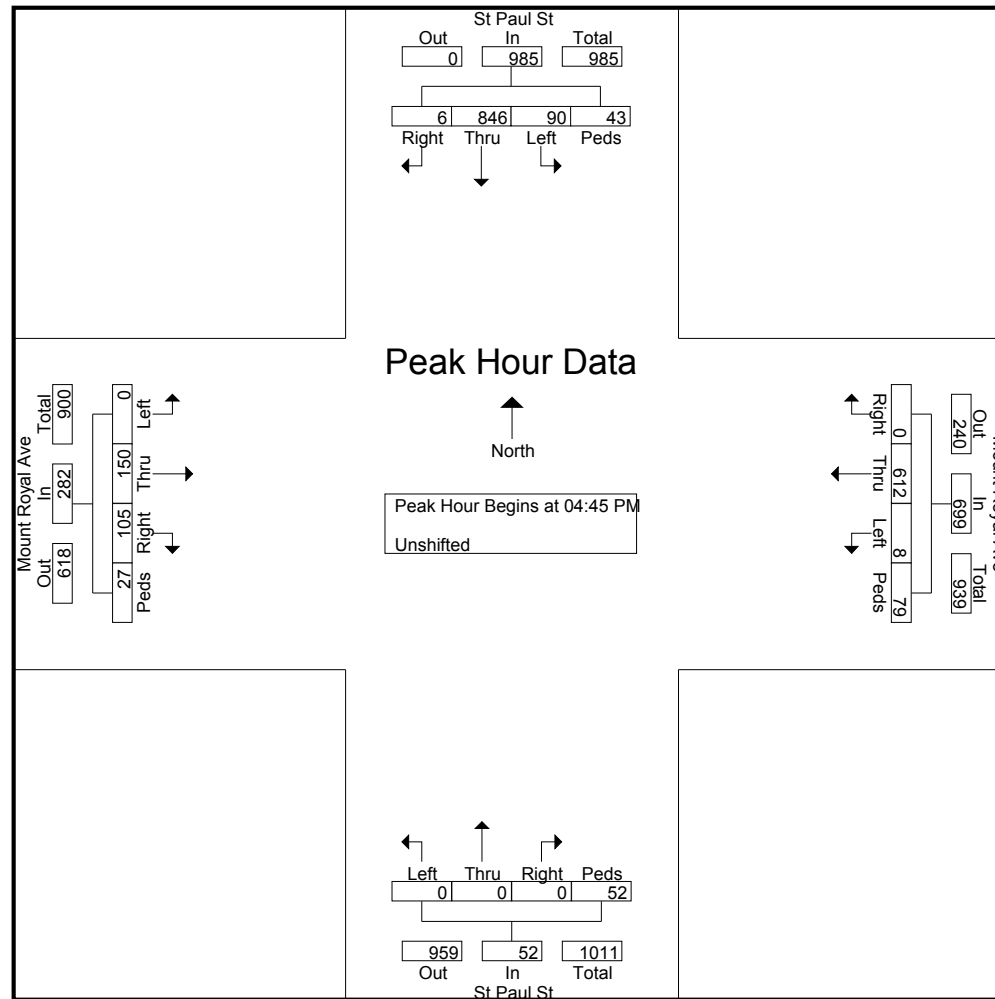 St Paul St
Out In Total
0 985 985
6 846 90 43
Right Thru Left Peds
Peak Hour Data
North
Peak Hour Begins at 04:45 PM
Unshifted
Mount Royal Ave
Out In Total
618 282 900
0 150 105 27
Left Thru Right Peds
Royal
Out In Total
240 699 939
0 612 8 79
Right Thru Left Peds
Left Thru Right Peds
0 0 0 52
959 52 1011
Out In Total
St Paul St